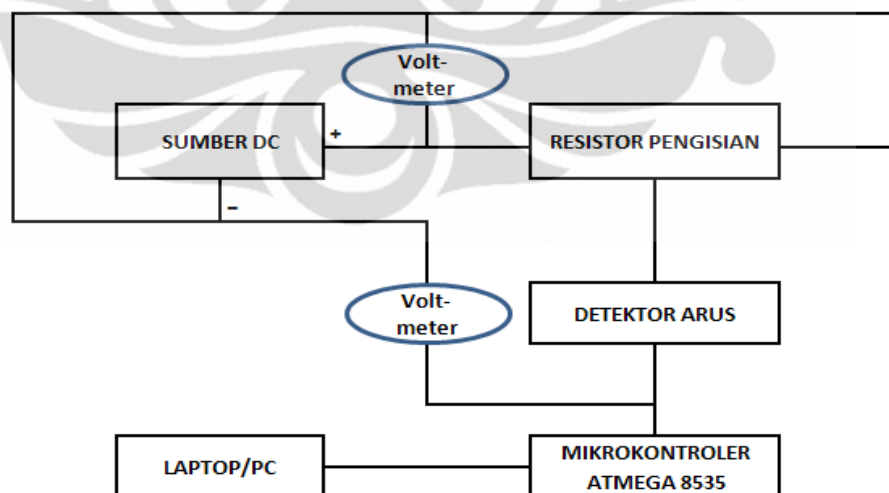 Volt-
meter
SUMBER DC
+
RESISTOR PENGISIAN
–
Volt-
meter
DETEKTOR ARUS
LAPTOP/PC
MIKROKONTROLER
ATMEGA 8535